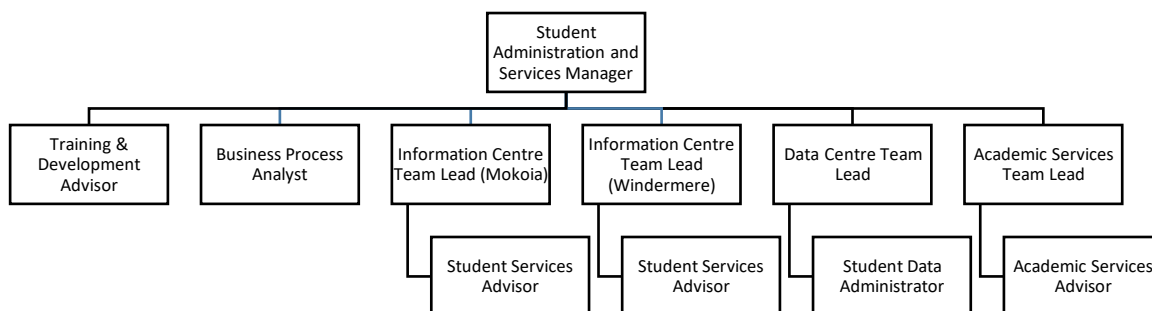 Student
Administration and
Services Manager
Training &
Development
Advisor
Business Process
Analyst
Information Centre
Team Lead (Mokoia)
Information Centre
Team Lead
(Windermere)
Data Centre Team
Lead
Academic Services
Team Lead
Student Services
Advisor
Student Services
Advisor
Student Data
Administrator
Academic Services
Advisor